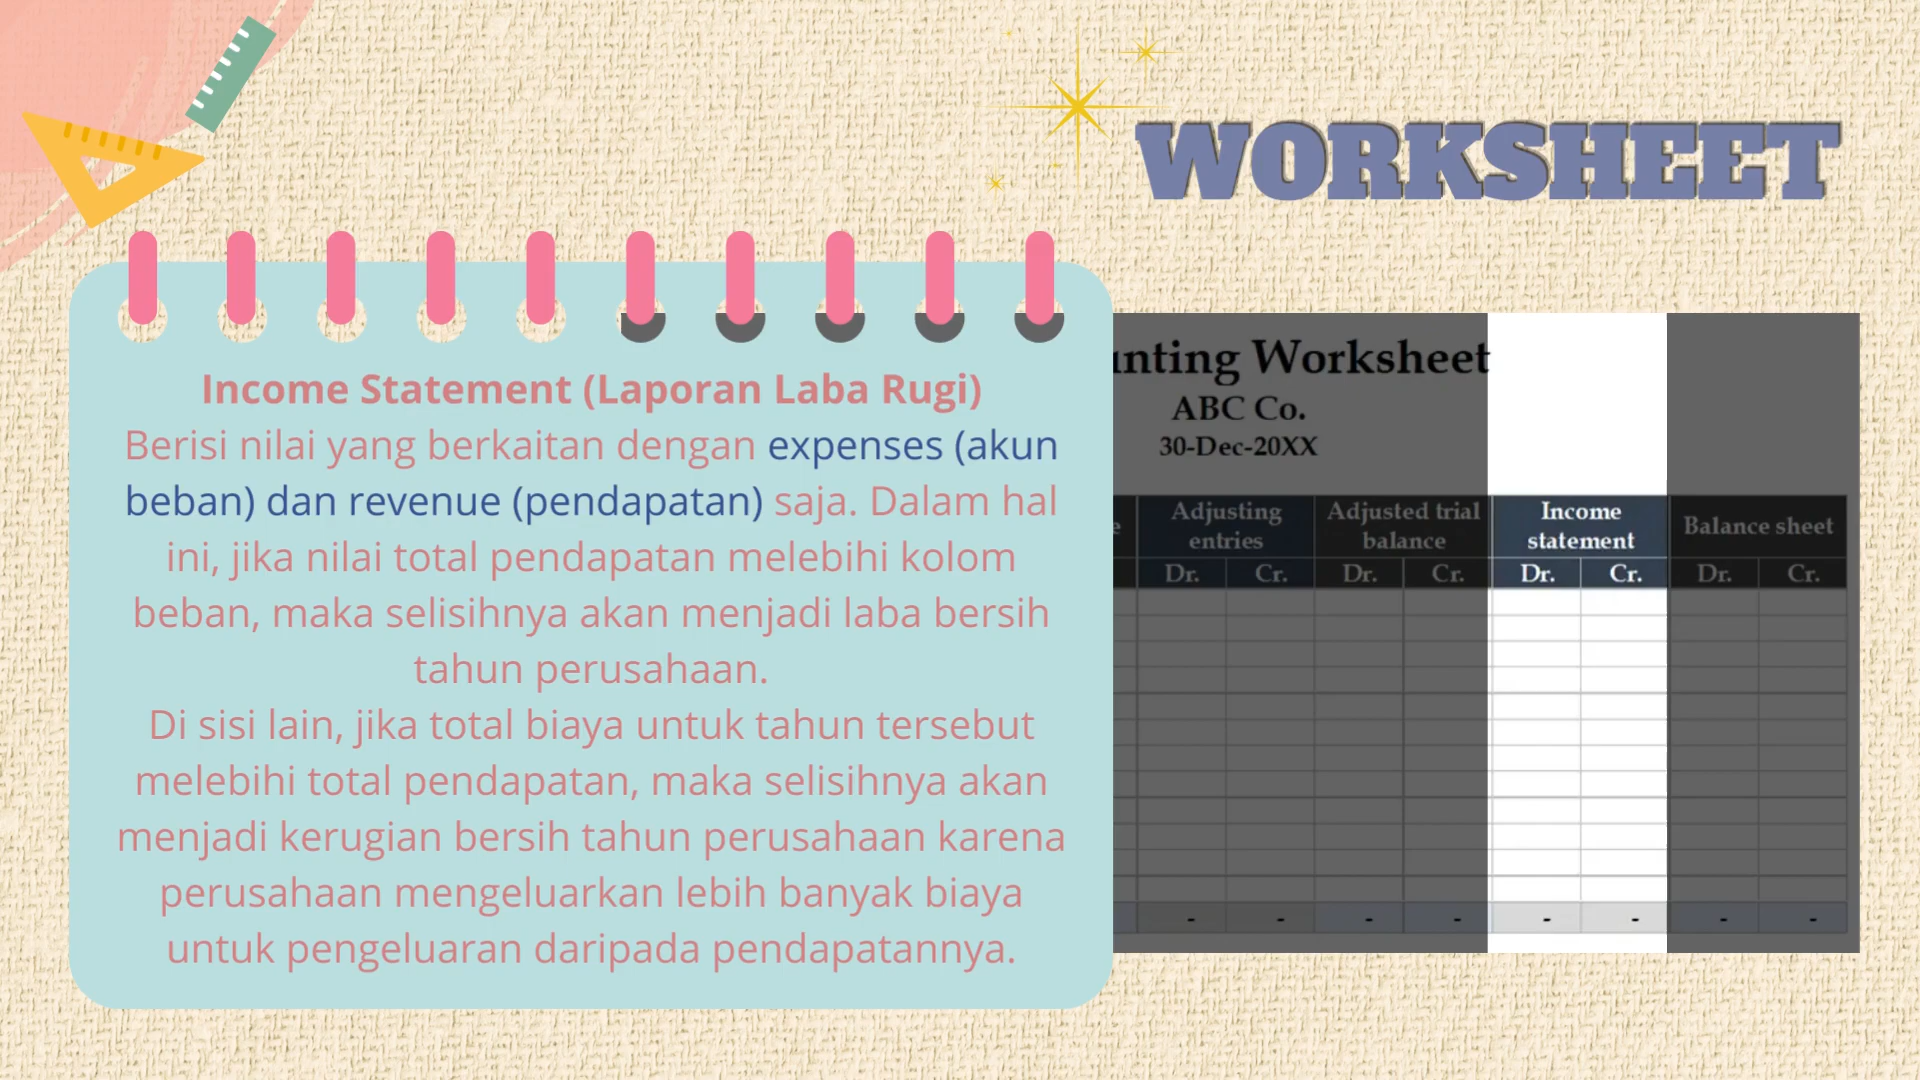 WORKSHEET
Income Statement (Laporan Laba Rugi)
Berisi nilai yang berkaitan dengan expenses (akun
beban) dan revenue (pendapatan) saja. Dalam hal
ini, jika nilai total pendapatan melebihi kolom
beban, maka selisihnya akan menjadi laba bersih
tahun perusahaan.
Di sisi lain, jika total biaya untuk tahun tersebut
melebihi total pendapatan, maka selisihnya akan
menjadi kerugian bersih tahun perusahaan karena
perusahaan mengeluarkan lebih banyak biaya
untuk pengeluaran daripada pendapatannya.
unting Worksheet
ABC Co.
30-Dec-20XX
e Adjusting entries Adjusted trial balance Income statement Balance sheet
Dr. Cr. Dr. Cr. Dr. Cr. Dr. Cr.
- - - - - - - -